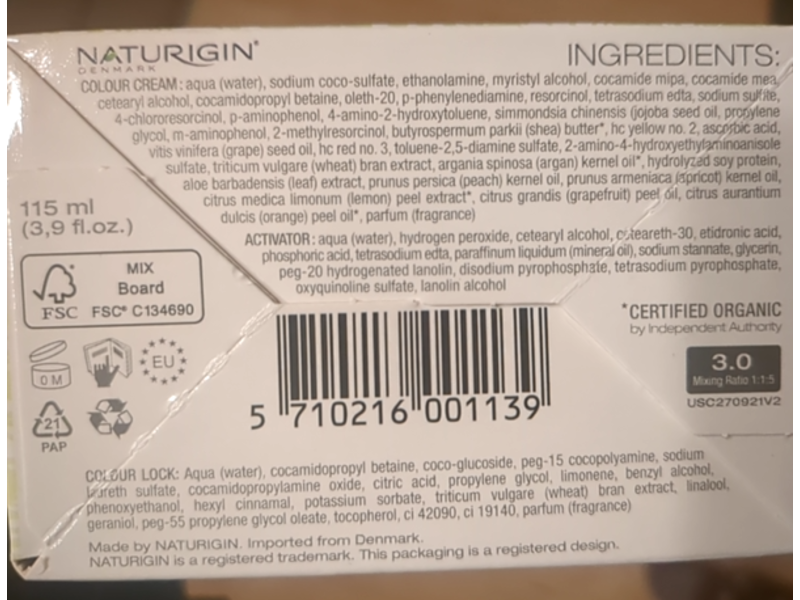 NATURIGIN®
DENMARK
INGREDIENTS:
COLOUR CREAM: aqua (water), sodium coco-sulfate, ethanolamine, myristyl alcohol, cocamide mipa, cocamide mea,
cetearyl alcohol, cocamidopropyl betaine, oleth-20, p-phenylenediamine, resorcinol, tetrasodium edta, sodium sulfite,
4-chlororesorcinol, p-aminophenol, 4-amino-2-hydroxytoluene, simmondsia chinensis (jojoba seed oil, propylene
glycol, m-aminophenol, 2-methylresorcinol, butyrospermum parkii (shea) butter*, hc yellow no. 2, ascorbic acid,
vitis vinifera (grape) seed oil, hc red no. 3, toluene-2,5-diamine sulfate, 2-amino-4-hydroxyethylaminoanisole
sulfate, triticum vulgare (wheat) bran extract, argania spinosa (argan) kernel oil*, hydrolyzed soy protein,
aloe barbadensis (leaf) extract, prunus persica (peach) kernel oil, prunus armeniaca (apricot) kernel oil,
citrus medica limonum (lemon) peel extract*, citrus grandis (grapefruit) peel oil, citrus aurantium
dulcis (orange) peel oil*, parfum (fragrance)
ACTIVATOR: aqua (water), hydrogen peroxide, cetearyl alcohol, ceteareth-30, etidronic acid,
phosphoric acid, tetrasodium edta, paraffinum liquidum (mineral oil), sodium stannate, glycerin,
peg-20 hydrogenated lanolin, disodium pyrophosphate, tetrasodium pyrophosphate,
oxyquinoline sulfate, lanolin alcohol
115 ml
(3,9 fl.oz.)
MIX
Board
FSC FSC® C134690
0 M
EU
21
PAP
5 710216 001139
*CERTIFIED ORGANIC
by Independent Authority
3.0
Mixing Ratio 1:1:5
USC270921V2
COLOUR LOCK: Aqua (water), cocamidopropyl betaine, coco-glucoside, peg-15 cocopolyamine, sodium
laureth sulfate, cocamidopropylamine oxide, citric acid, propylene glycol, limonene, benzyl alcohol,
phenoxyethanol, hexyl cinnamal, potassium sorbate, triticum vulgare (wheat) bran extract, linalool,
geraniol, peg-55 propylene glycol oleate, tocopherol, ci 42090, ci 19140, parfum (fragrance)
Made by NATURIGIN. Imported from Denmark.
NATURIGIN is a registered trademark. This packaging is a registered design.